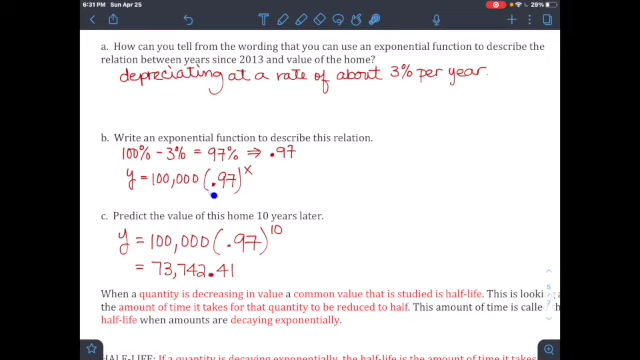 6:31 PM Sun Apr 25
29%
a. How can you tell from the wording that you can use an exponential function to describe the
relation between years since 2013 and value of the home?
depreciating at a rate of about 3% per year.
b. Write an exponential function to describe this relation.
100% - 3% = 97% ⇒ .97
y = 100,000 (.97)^x
c. Predict the value of this home 10 years later.
y = 100,000 (.97)^10
= 73,742.41
When a quantity is decreasing in value a common value that is studied is half-life. This is looki
the amount of time it takes for that quantity to be reduced to half. This amount of time is calle
half-life when amounts are decaying exponentially.
HALF-LIFE: If a quantity is decaying exponentially, the half-life is the amount of time it takes
5
7